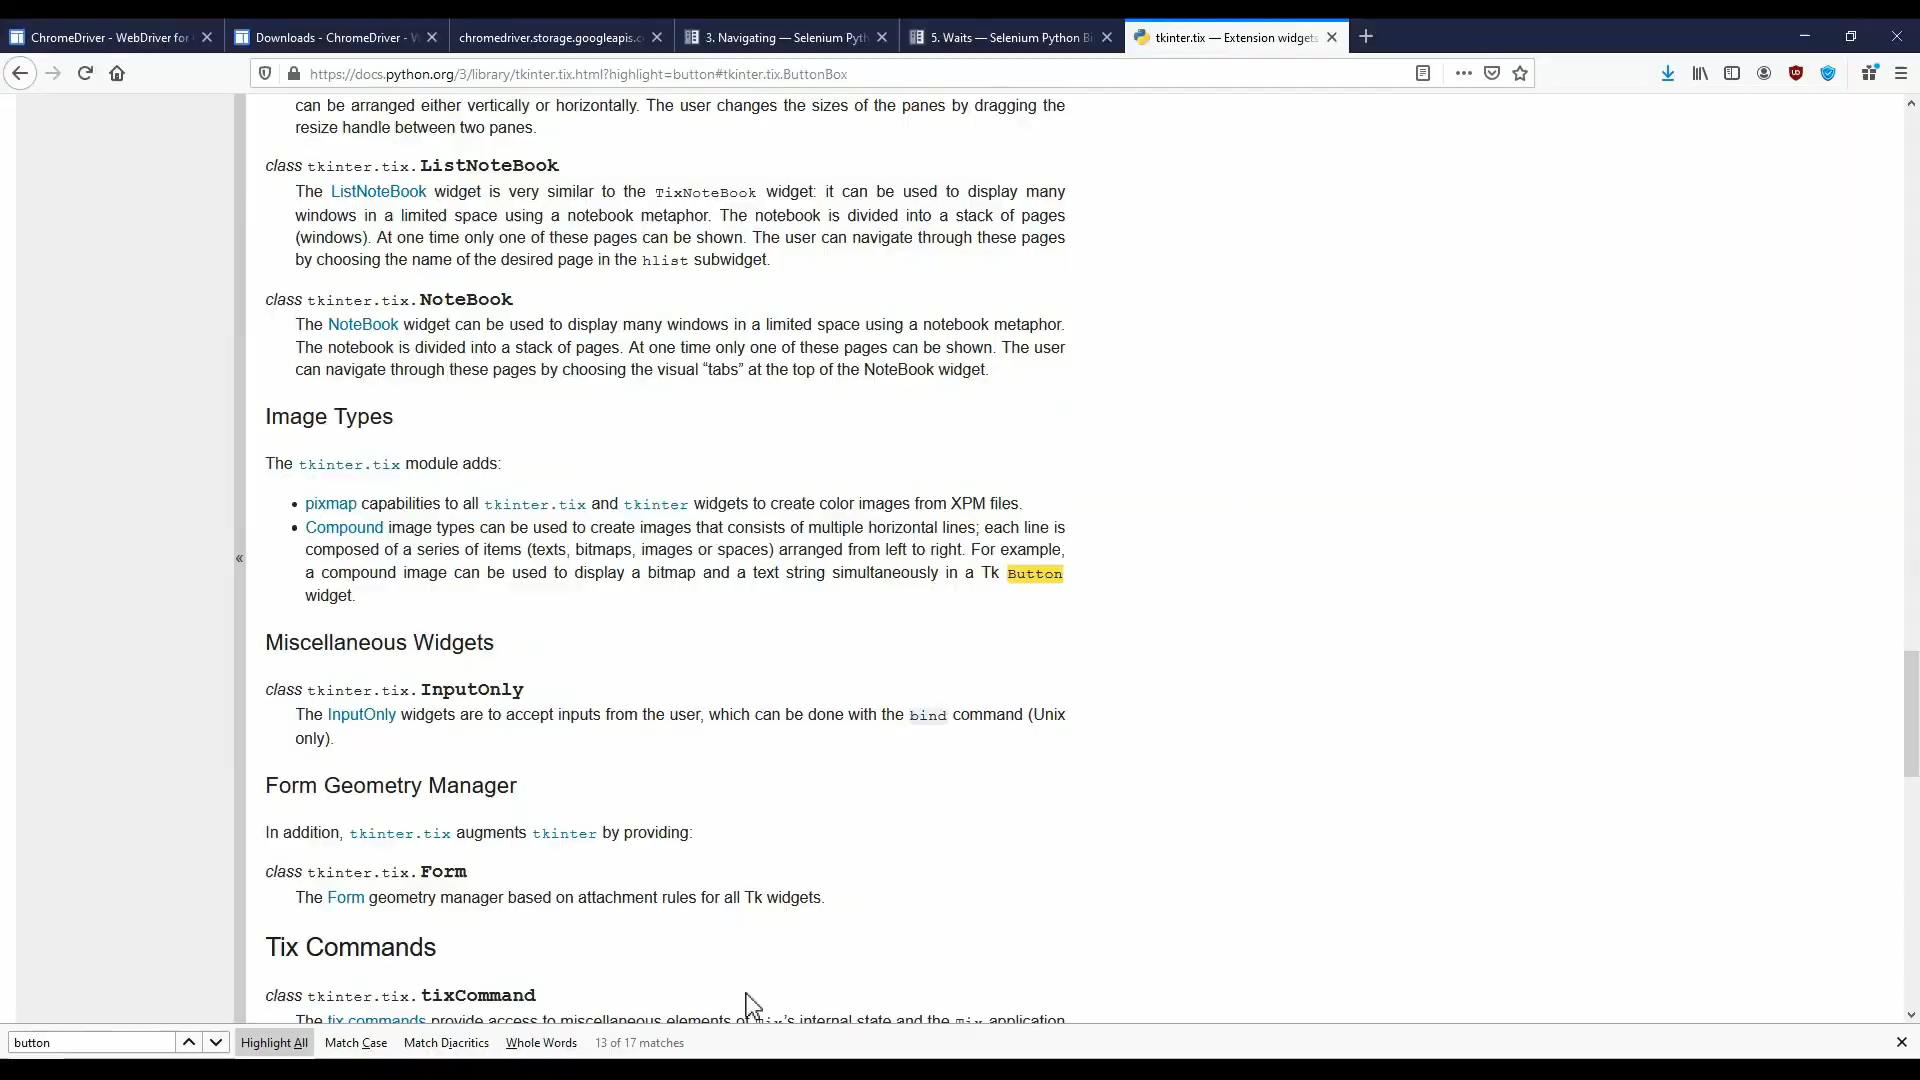 ChromeDriver - WebDriver for
Downloads - ChromeDriver - W
chromedriver.storage.googleapis.c
3. Navigating — Selenium Pyth
5. Waits — Selenium Python Bi
tkinter.tix — Extension widgets
https://docs.python.org/3/library/tkinter.tix.html?highlight=button#tkinter.tix.ButtonBox
can be arranged either vertically or horizontally. The user changes the sizes of the panes by dragging the
resize handle between two panes.
class tkinter.tix.ListNoteBook
The ListNoteBook widget is very similar to the TixNoteBook widget: it can be used to display many
windows in a limited space using a notebook metaphor. The notebook is divided into a stack of pages
(windows). At one time only one of these pages can be shown. The user can navigate through these pages
by choosing the name of the desired page in the hlist subwidget.
class tkinter.tix.NoteBook
The NoteBook widget can be used to display many windows in a limited space using a notebook metaphor.
The notebook is divided into a stack of pages. At one time only one of these pages can be shown. The user
can navigate through these pages by choosing the visual “tabs” at the top of the NoteBook widget.
Image Types
The tkinter.tix module adds:
• pixmap capabilities to all tkinter.tix and tkinter widgets to create color images from XPM files.
• Compound image types can be used to create images that consists of multiple horizontal lines; each line is
composed of a series of items (texts, bitmaps, images or spaces) arranged from left to right. For example,
a compound image can be used to display a bitmap and a text string simultaneously in a Tk Button
widget.
«
Miscellaneous Widgets
class tkinter.tix.InputOnly
The InputOnly widgets are to accept inputs from the user, which can be done with the bind command (Unix
only).
Form Geometry Manager
In addition, tkinter.tix augments tkinter by providing:
class tkinter.tix.Form
The Form geometry manager based on attachment rules for all Tk widgets.
Tix Commands
class tkinter.tix.tixCommand
The tix commands provide access to miscellaneous elements of Tix’s internal state and the Tix application
button
Highlight All
Match Case
Match Diacritics
Whole Words
13 of 17 matches